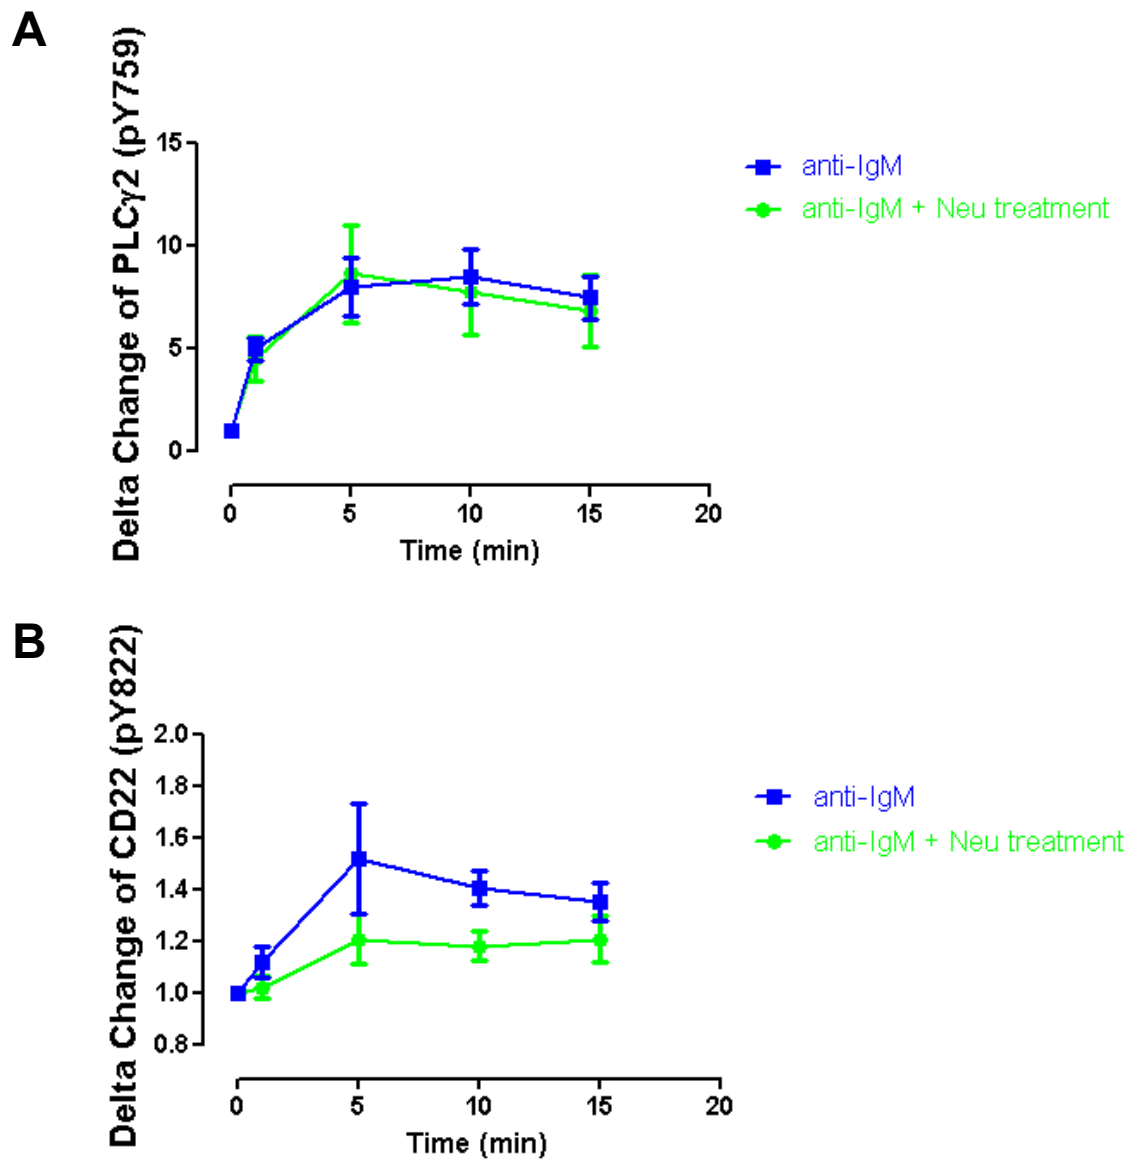 A
Delta Change of PLCγ2 (pY759)
15
10
5
0
0 5 10 15 20
Time (min)
anti-IgM
anti-IgM + Neu treatment
B
Delta Change of CD22 (pY822)
2.0
1.8
1.6
1.4
1.2
1.0
0.8
0 5 10 15 20
Time (min)
anti-IgM
anti-IgM + Neu treatment